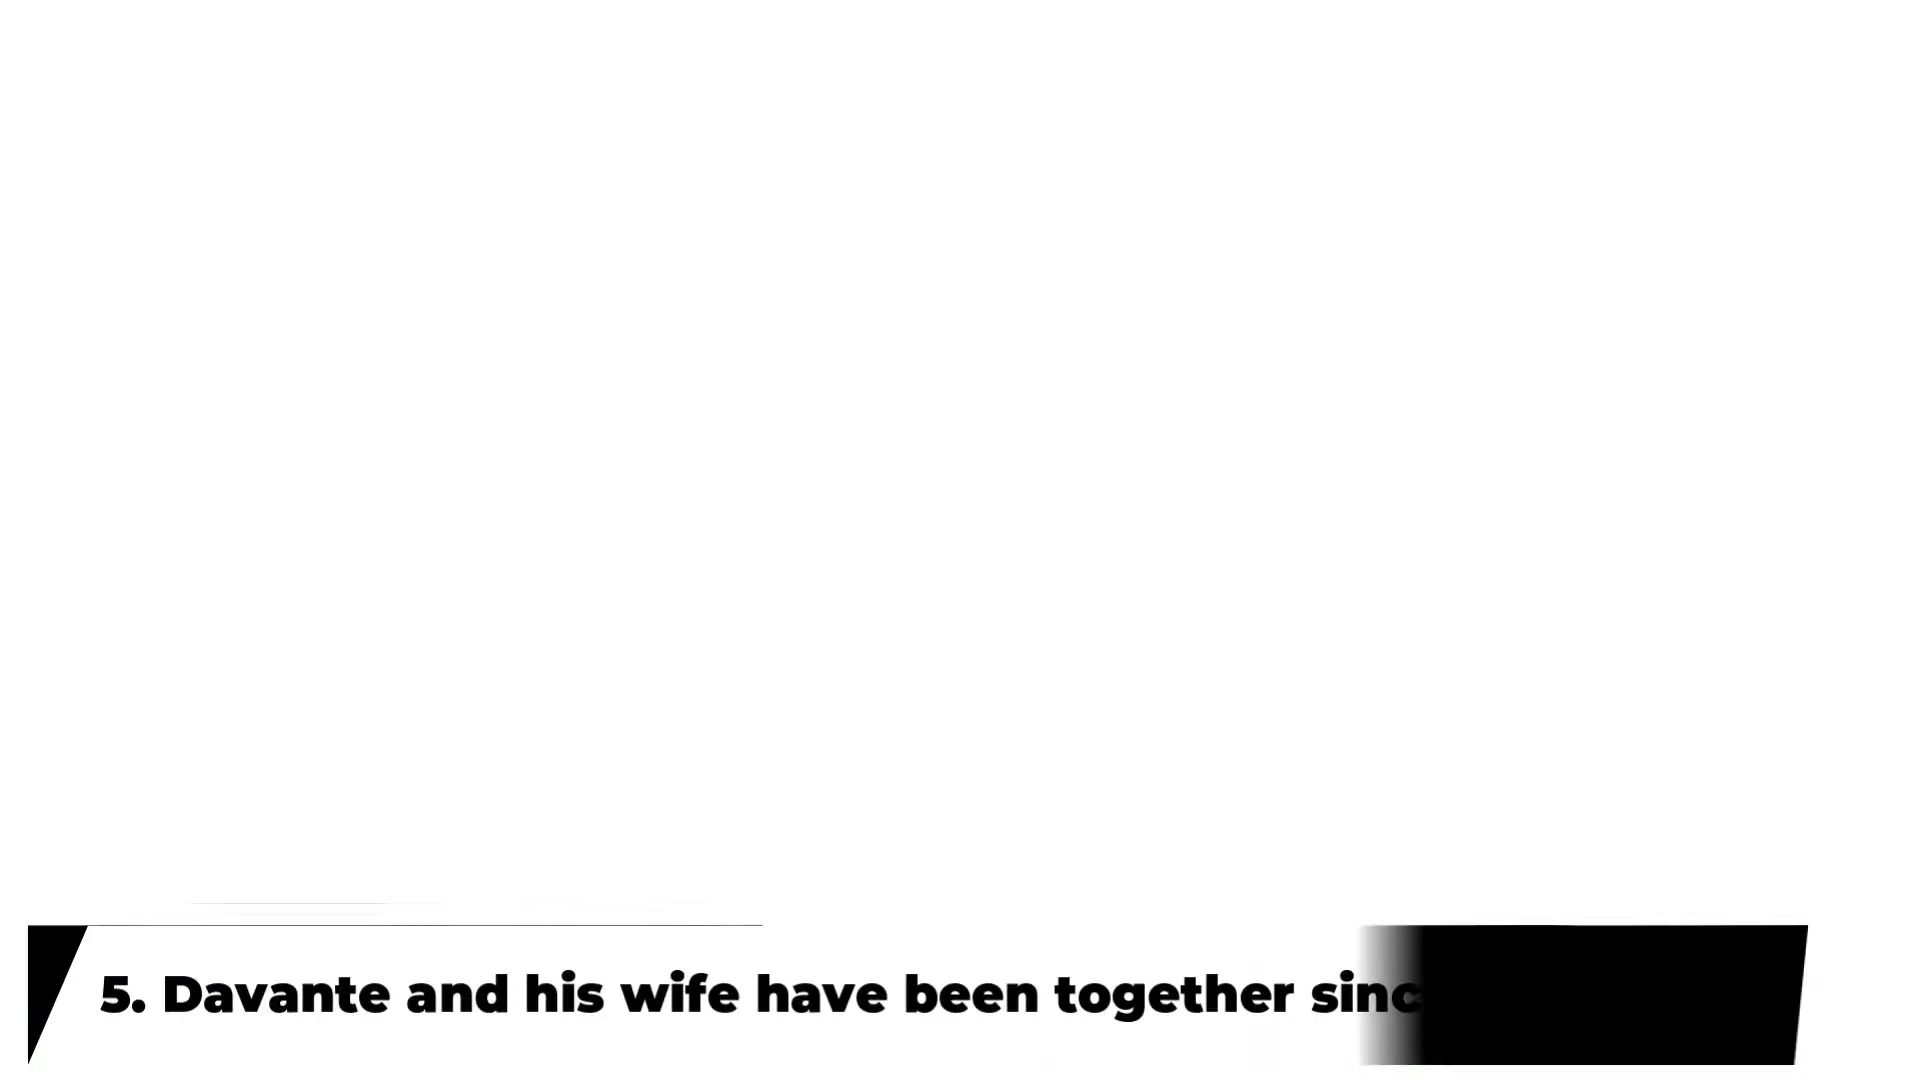 5. Davante and his wife have been together sinc